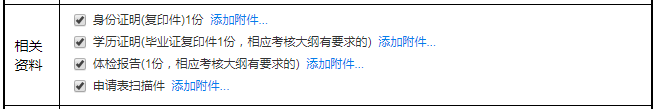 相关
资料
身份证明(复印件)1份 添加附件...
学历证明(毕业证复印件1份，相应考核大纲有要求的) 添加附件...
体检报告(1份，相应考核大纲有要求的) 添加附件...
申请表扫描件 添加附件...